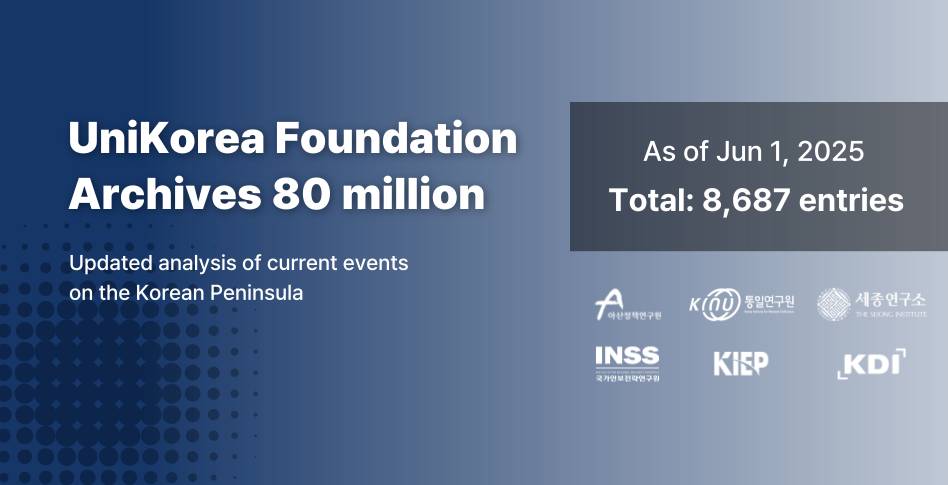 UniKorea Foundation
Archives 80 million
Updated analysis of current events
on the Korean Peninsula
As of Jun 1, 2025
Total: 8,687 entries
아산정책연구원
KINU 통일연구원
세종연구소
THE SEJONG INSTITUTE
INSS
국가안보전략연구원
KIEP
KDI